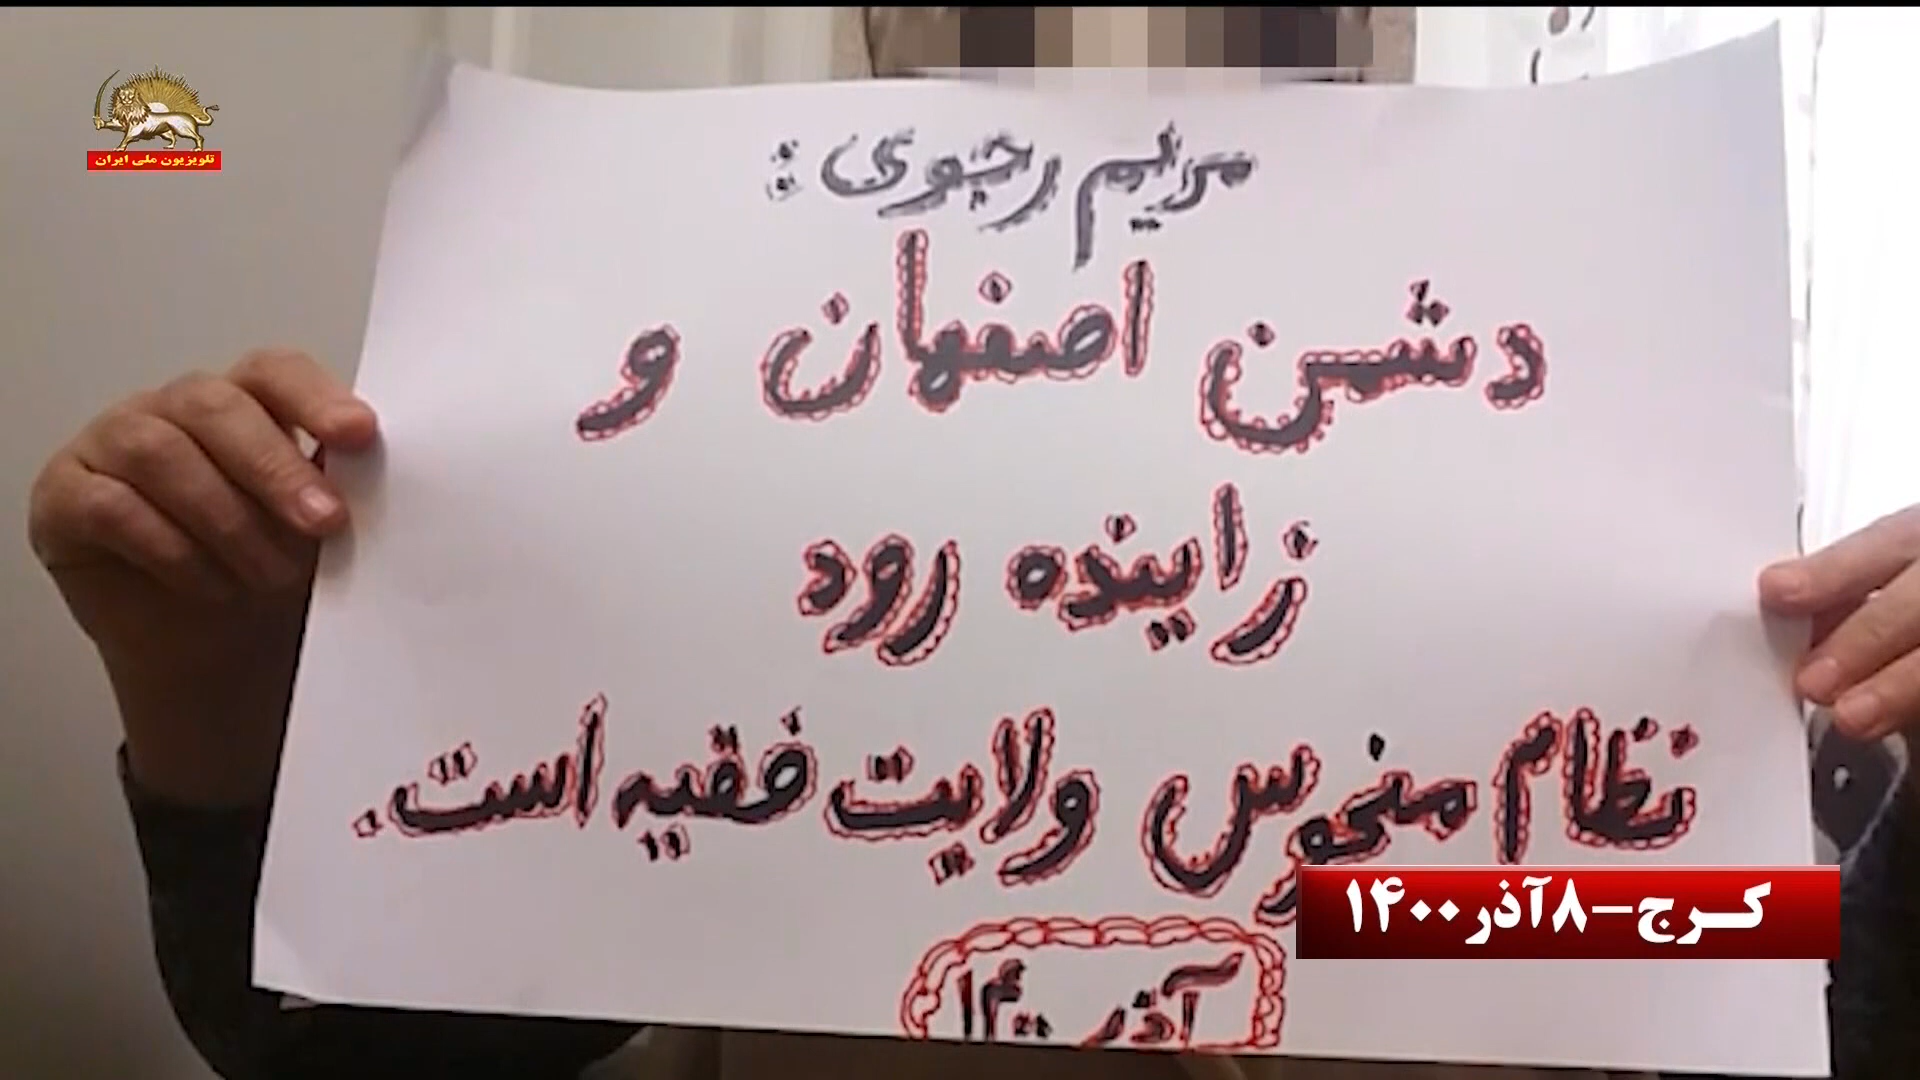 تلویزیون ملی ایران
مریم رجوی:
دشمن اصفهان و
زاینده رود
نظام منحوس ولایت فقیه است.
آذر ۱۴۰۰
کرج-۸آذر۱۴۰۰